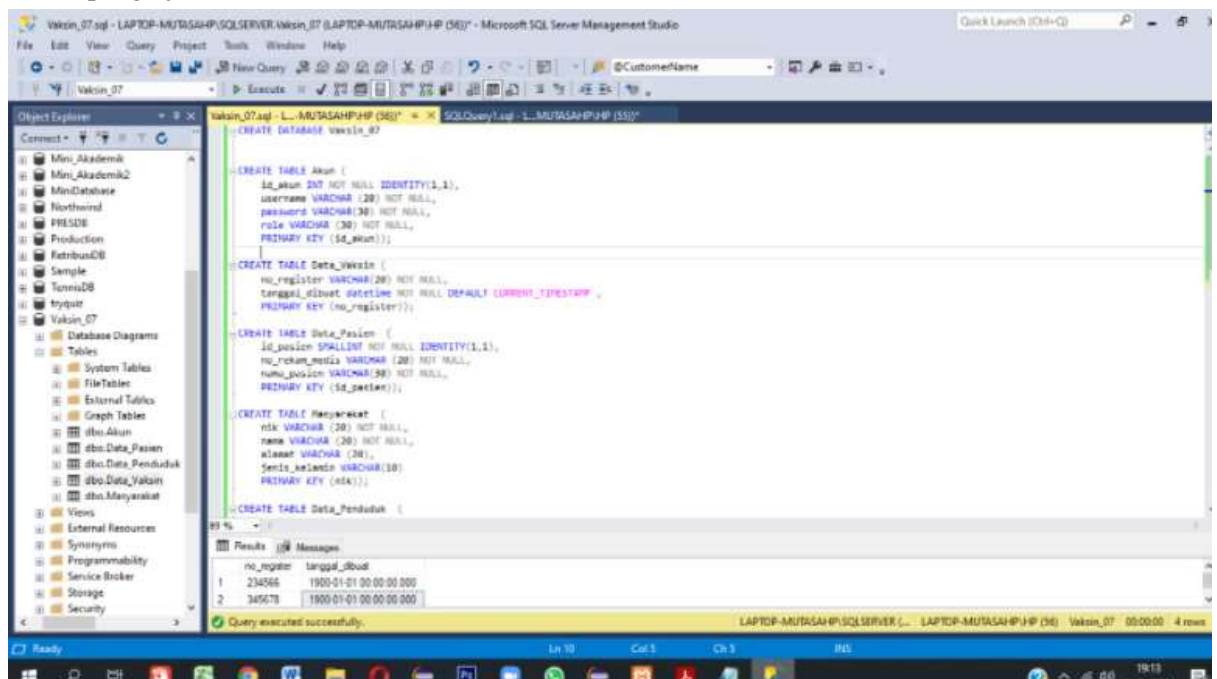 Vaksin_07.sql - LAPTOP-MUTASAHP\SQLSERVER.Vaksin_07 (LAPTOP-MUTASAHP\HP (56))* - Microsoft SQL Server Management Studio
Quick Launch (Ctrl+Q)
File Edit View Query Project Tools Window Help
New Query
@CustomerName
Vaksin_07
Execute
Object Explorer
Vaksin_07.sql - L...-MUTASAHP\HP (56))*
SQLQuery1.sql - L...MUTASAHP\HP (55))*
Connect
Mini_Akademik
Mini_Akademik2
MiniDatabase
Northwind
PRESDB
Production
RetribusiDB
Sample
TennisDB
tryquiz
Vaksin_07
Database Diagrams
Tables
System Tables
FileTables
External Tables
Graph Tables
dbo.Akun
dbo.Data_Pasien
dbo.Data_Penduduk
dbo.Data_Vaksin
dbo.Masyarakat
Views
External Resources
Synonyms
Programmability
Service Broker
Storage
Security
CREATE DATABASE Vaksin_07
CREATE TABLE Akun (
id_akun INT NOT NULL IDENTITY(1,1),
username VARCHAR (20) NOT NULL,
password VARCHAR(30) NOT NULL,
role VARCHAR (30) NOT NULL,
PRIMARY KEY (id_akun));
CREATE TABLE Data_Vaksin (
no_register VARCHAR(20) NOT NULL,
tanggal_dibuat datetime NOT NULL DEFAULT CURRENT_TIMESTAMP ,
PRIMARY KEY (no_register));
CREATE TABLE Data_Pasien (
id_pasien SMALLINT NOT NULL IDENTITY(1,1),
no_rekam_medis VARCHAR (20) NOT NULL,
nama_pasien VARCHAR(30) NOT NULL,
PRIMARY KEY (id_pasien));
CREATE TABLE Masyarakat (
nik VARCHAR (20) NOT NULL,
nama VARCHAR (20) NOT NULL,
alamat VARCHAR (20),
jenis_kelamin VARCHAR(10)
PRIMARY KEY (nik));
CREATE TABLE Data_Penduduk (
89 %
Results Messages
no_register tanggal_dibuat
1 234566 1900-01-01 00:00:00.000
2 345678 1900-01-01 00:00:00.000
Query executed successfully.
LAPTOP-MUTASAHP\SQLSERVER (... LAPTOP-MUTASAHP\HP (56) Vaksin_07 00:00:00 4 rows
Ready Ln 10 Col 5 Ch 5 INS
19:13